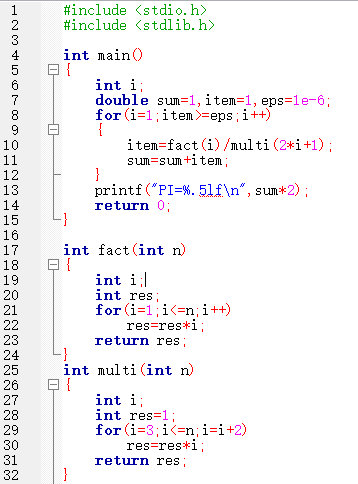 1 #include <stdio.h>
2 #include <stdlib.h>
3
4 int main()
5 {
6 int i;
7 double sum=1,item=1,eps=1e-6;
8 for(i=1;item>=eps;i++)
9 {
10 item=fact(i)/multi(2*i+1);
11 sum=sum+item;
12 }
13 printf("PI=%.5lf\n",sum*2);
14 return 0;
15 }
16
17 int fact(int n)
18 {
19 int i;
20 int res;
21 for(i=1;i<=n;i++)
22 res=res*i;
23 return res;
24 }
25 int multi(int n)
26 {
27 int i;
28 int res=1;
29 for(i=3;i<=n;i=i+2)
30 res=res*i;
31 return res;
32 }